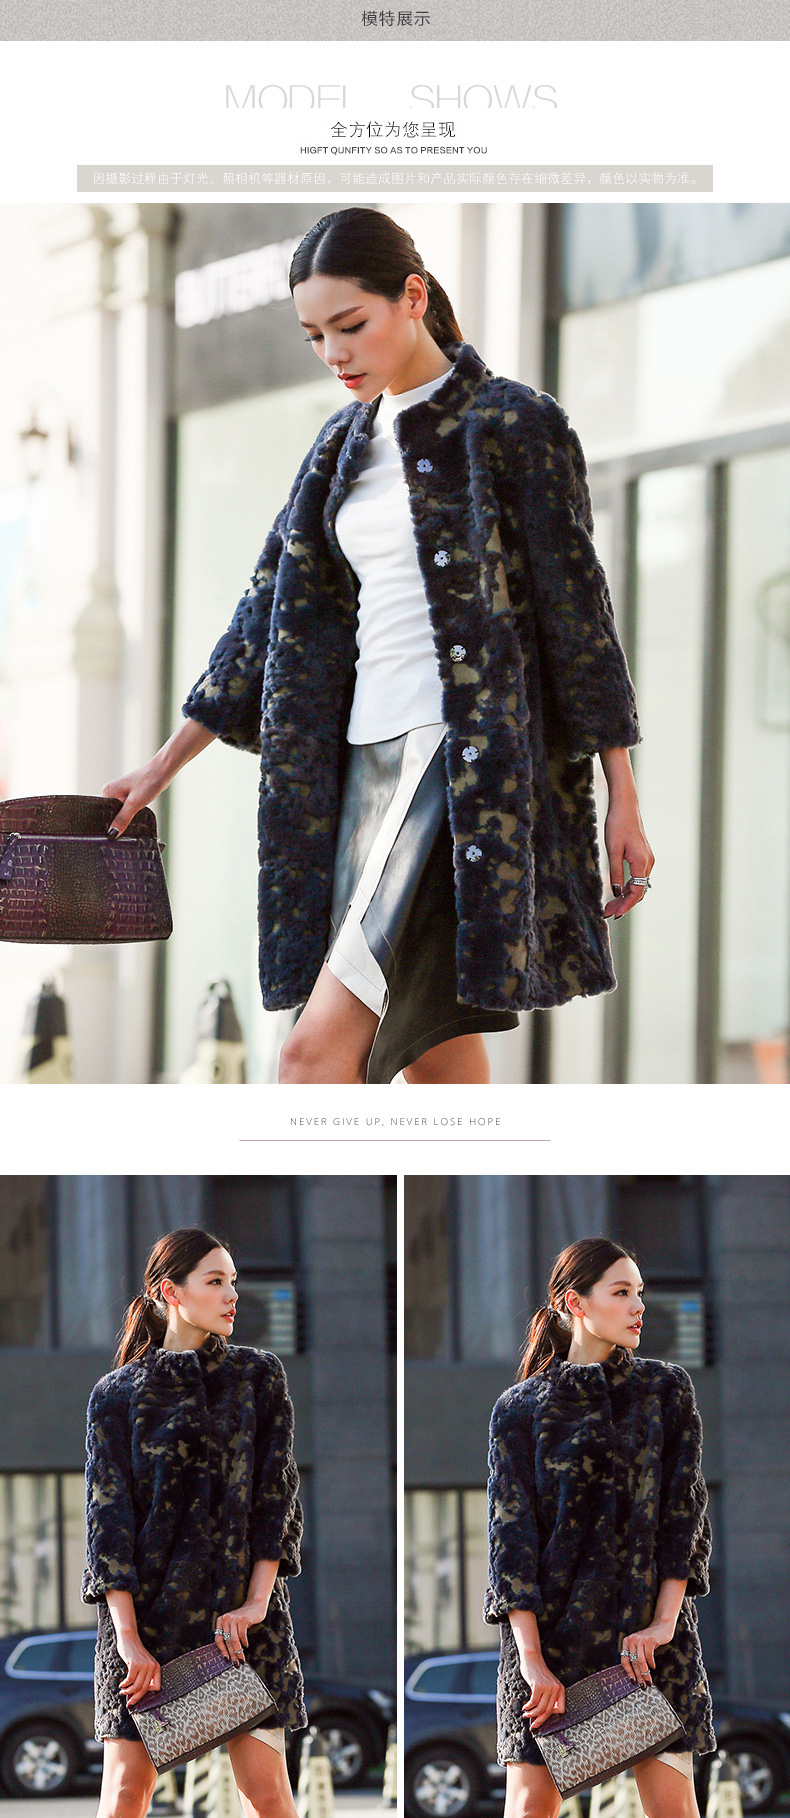 模特展示
MODEL SHOWS
全方位为您呈现
HIGFT QUNFITY SO AS TO PRESENT YOU
因摄影过程由于灯光、照相机等器材原因，可能造成图片和产品实际颜色存在细微差异，颜色以实物为准。
NEVER GIVE UP, NEVER LOSE HOPE